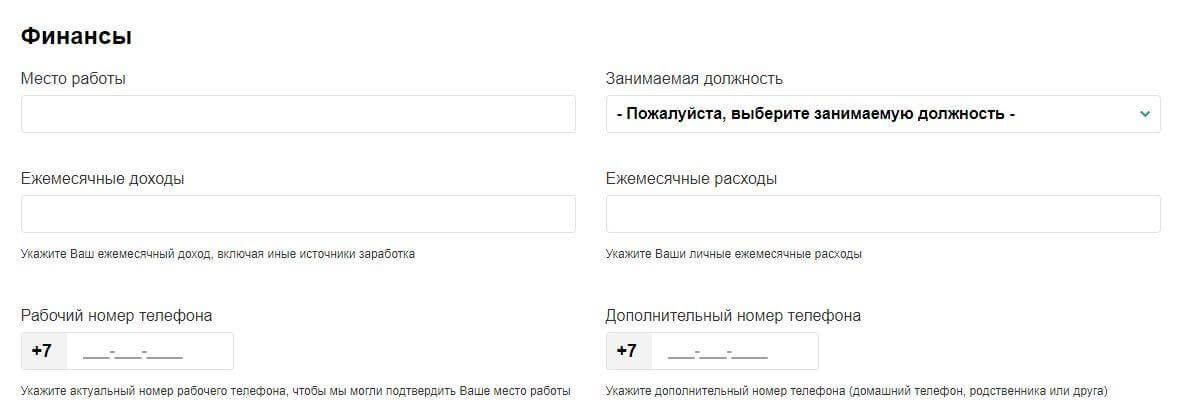 Финансы
Место работы
Занимаемая должность
- Пожалуйста, выберите занимаемую должность -
Ежемесячные доходы
Ежемесячные расходы
Укажите Ваш ежемесячный доход, включая иные источники заработка
Укажите Ваши личные ежемесячные расходы
Рабочий номер телефона
Дополнительный номер телефона
+7 ___-___-____
+7 ___-___-____
Укажите актуальный номер рабочего телефона, чтобы мы могли подтвердить Ваше место работы
Укажите дополнительный номер телефона (домашний телефон, родственника или друга)